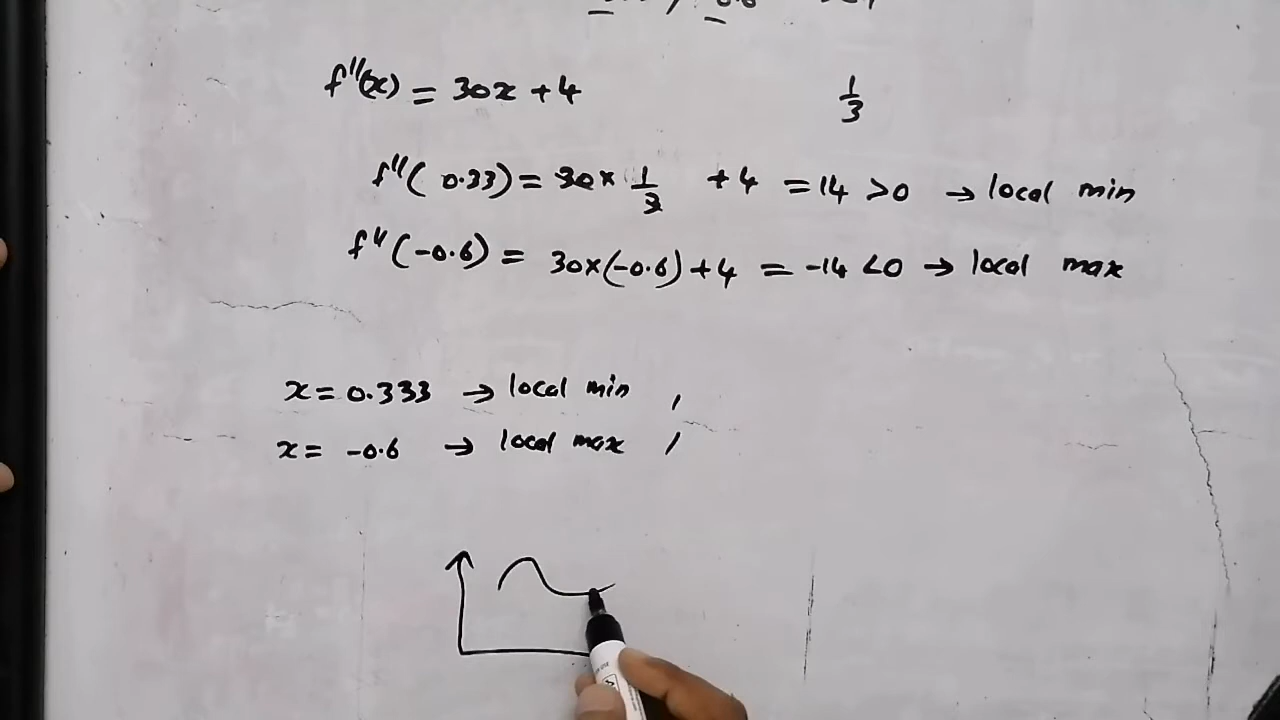 f''(x) = 30x + 4
1/3
f''( 0.33) = 30 × 1/3 + 4 = 14 > 0 → local min
f''(-0.6) = 30×(-0.6)+4 = -14 < 0 → local max
x = 0.333 → local min ,
x = -0.6 → local max /